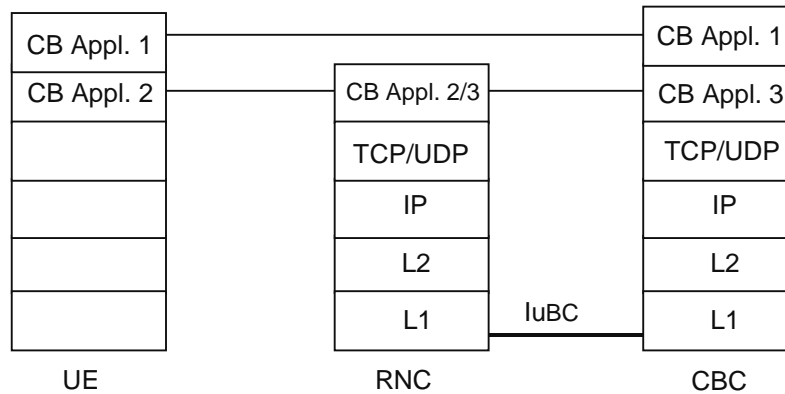 CB Appl. 1
CB Appl. 2
UE
CB Appl. 2/3
TCP/UDP
IP
L2
L1
RNC
IuBC
CB Appl. 1
CB Appl. 3
TCP/UDP
IP
L2
L1
CBC